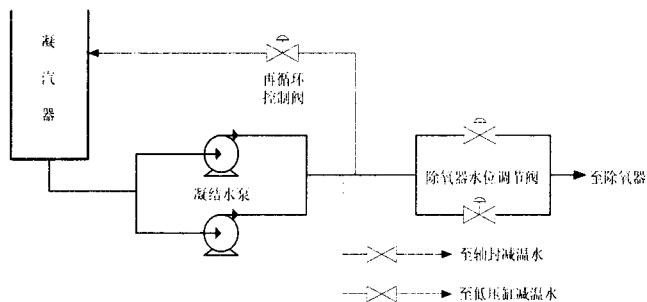 凝
汽
器
再循环
控制阀
凝结水泵
除氧器水位调节阀
至除氧器
至轴封减温水
至低压缸减温水